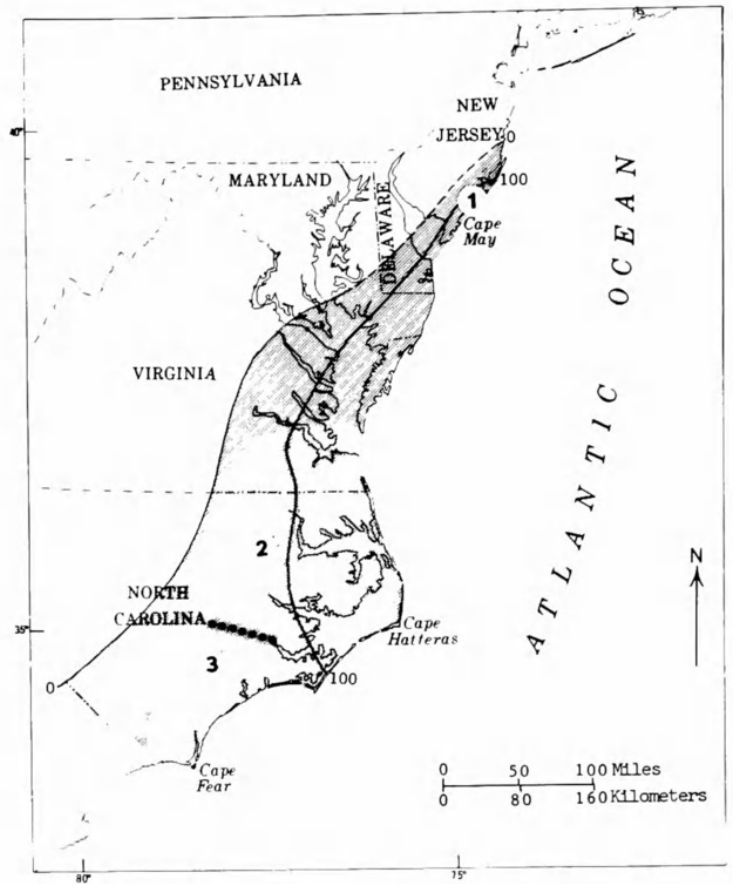 PENNSYLVANIA
NEW
JERSEY
40°
0
100
MARYLAND
DELAWARE
1
Cape
May
ATLANTIC OCEAN
VIRGINIA
2
N
NORTH
CAROLINA
Cape
Hatteras
35°
3
0
100
Cape
Fear
0 50 100 Miles
0 80 160 Kilometers
80° 75°